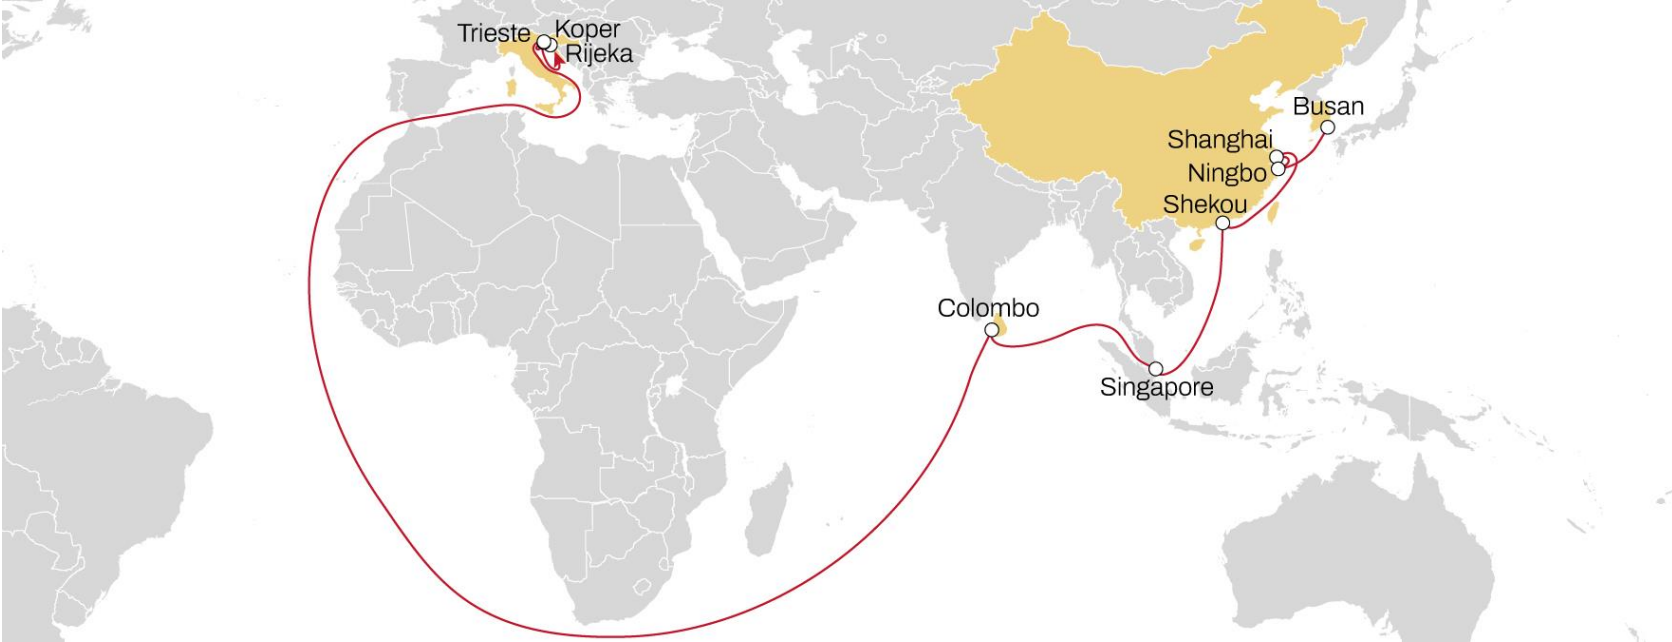 Trieste
Koper
Rijeka
Busan
Shanghai
Ningbo
Shekou
Colombo
Singapore